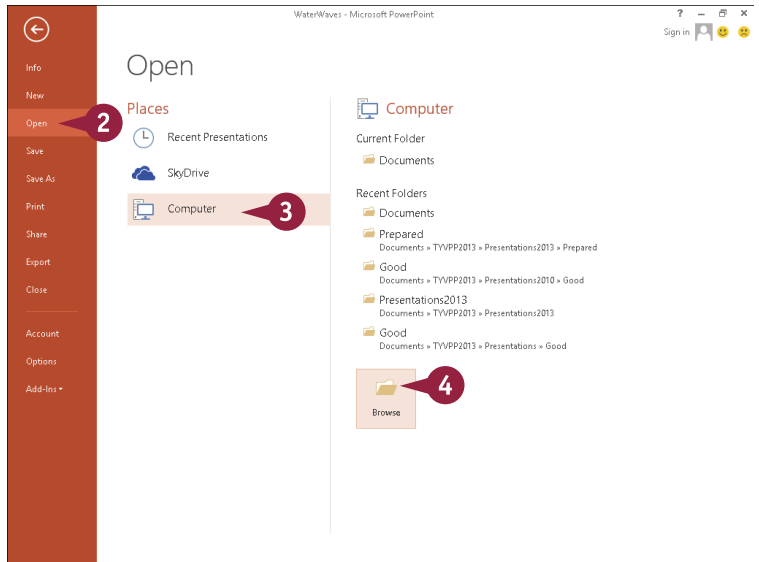 WaterWaves - Microsoft PowerPoint
?
Sign in
Info
New
Open
Save
Save As
Print
Share
Export
Close
Account
Options
Add-Ins
2
Open
Places
Recent Presentations
SkyDrive
Computer
3
Computer
Current Folder
Documents
Recent Folders
Documents
Prepared
Documents » TYVPP2013 » Presentations2013 » Prepared
Good
Documents » TYVPP2013 » Presentations2010 » Good
Presentations2013
Documents » TYVPP2013 » Presentations2013
Good
Documents » TYVPP2013 » Presentations » Good
4
Browse